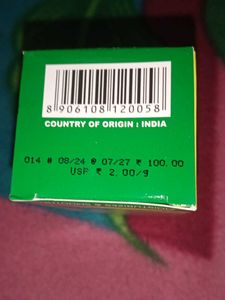 8 906108 120058
COUNTRY OF ORIGIN : INDIA
014 # 08/24 @ 07/27 ₹ 100.00
USP ₹ 2.00/g